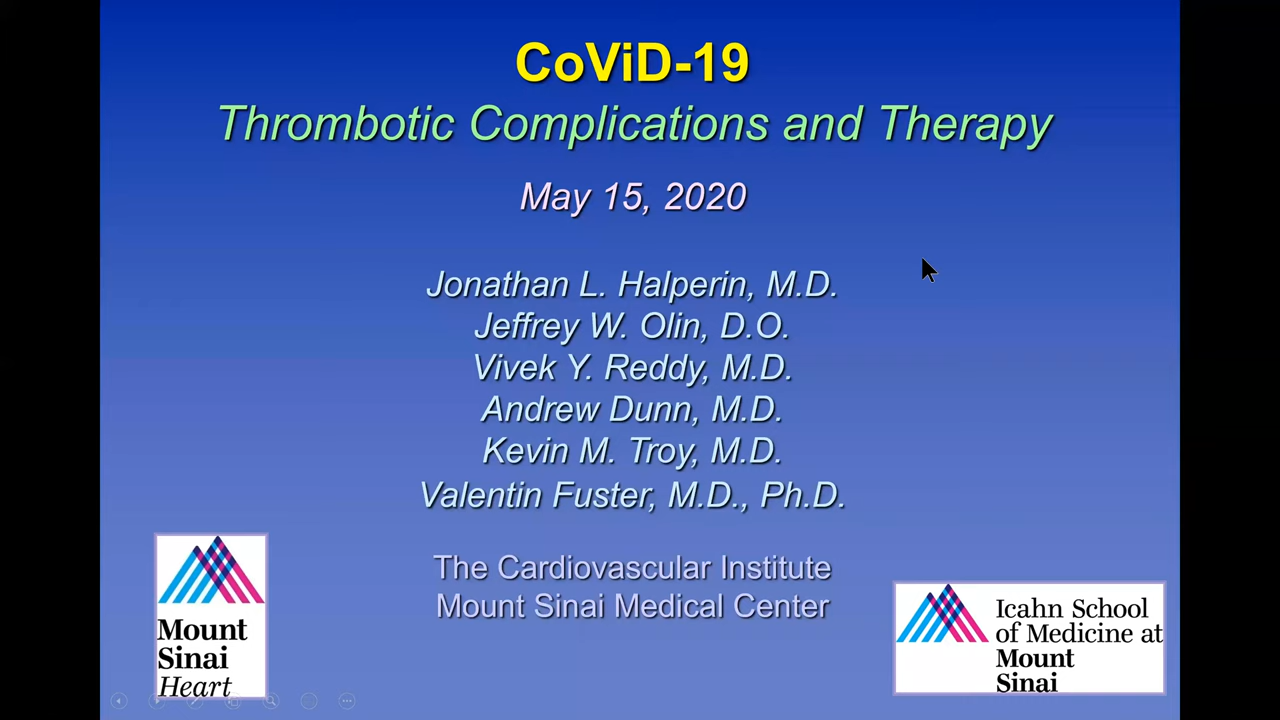 CoViD-19
Thrombotic Complications and Therapy
May 15, 2020
Jonathan L. Halperin, M.D.
Jeffrey W. Olin, D.O.
Vivek Y. Reddy, M.D.
Andrew Dunn, M.D.
Kevin M. Troy, M.D.
Valentin Fuster, M.D., Ph.D.
The Cardiovascular Institute
Mount Sinai Medical Center
Mount
Sinai
Heart
Icahn School
of Medicine at
Mount
Sinai